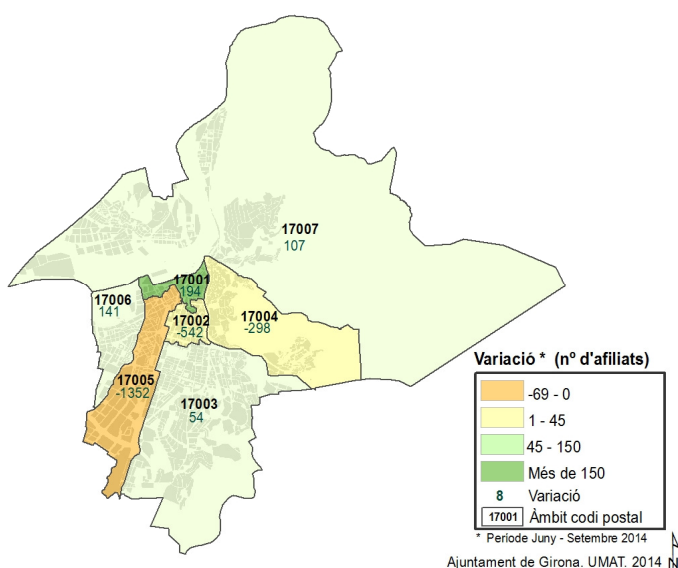 17007
107
17001
194
17006
141
17002
-542
17004
-298
17005
-1352
17003
54
Variació * (nº d'afiliats)
-69 - 0
1 - 45
45 - 150
Més de 150
8 Variació
17001 Àmbit codi postal
* Període Juny - Setembre 2014
Ajuntament de Girona. UMAT. 2014 N